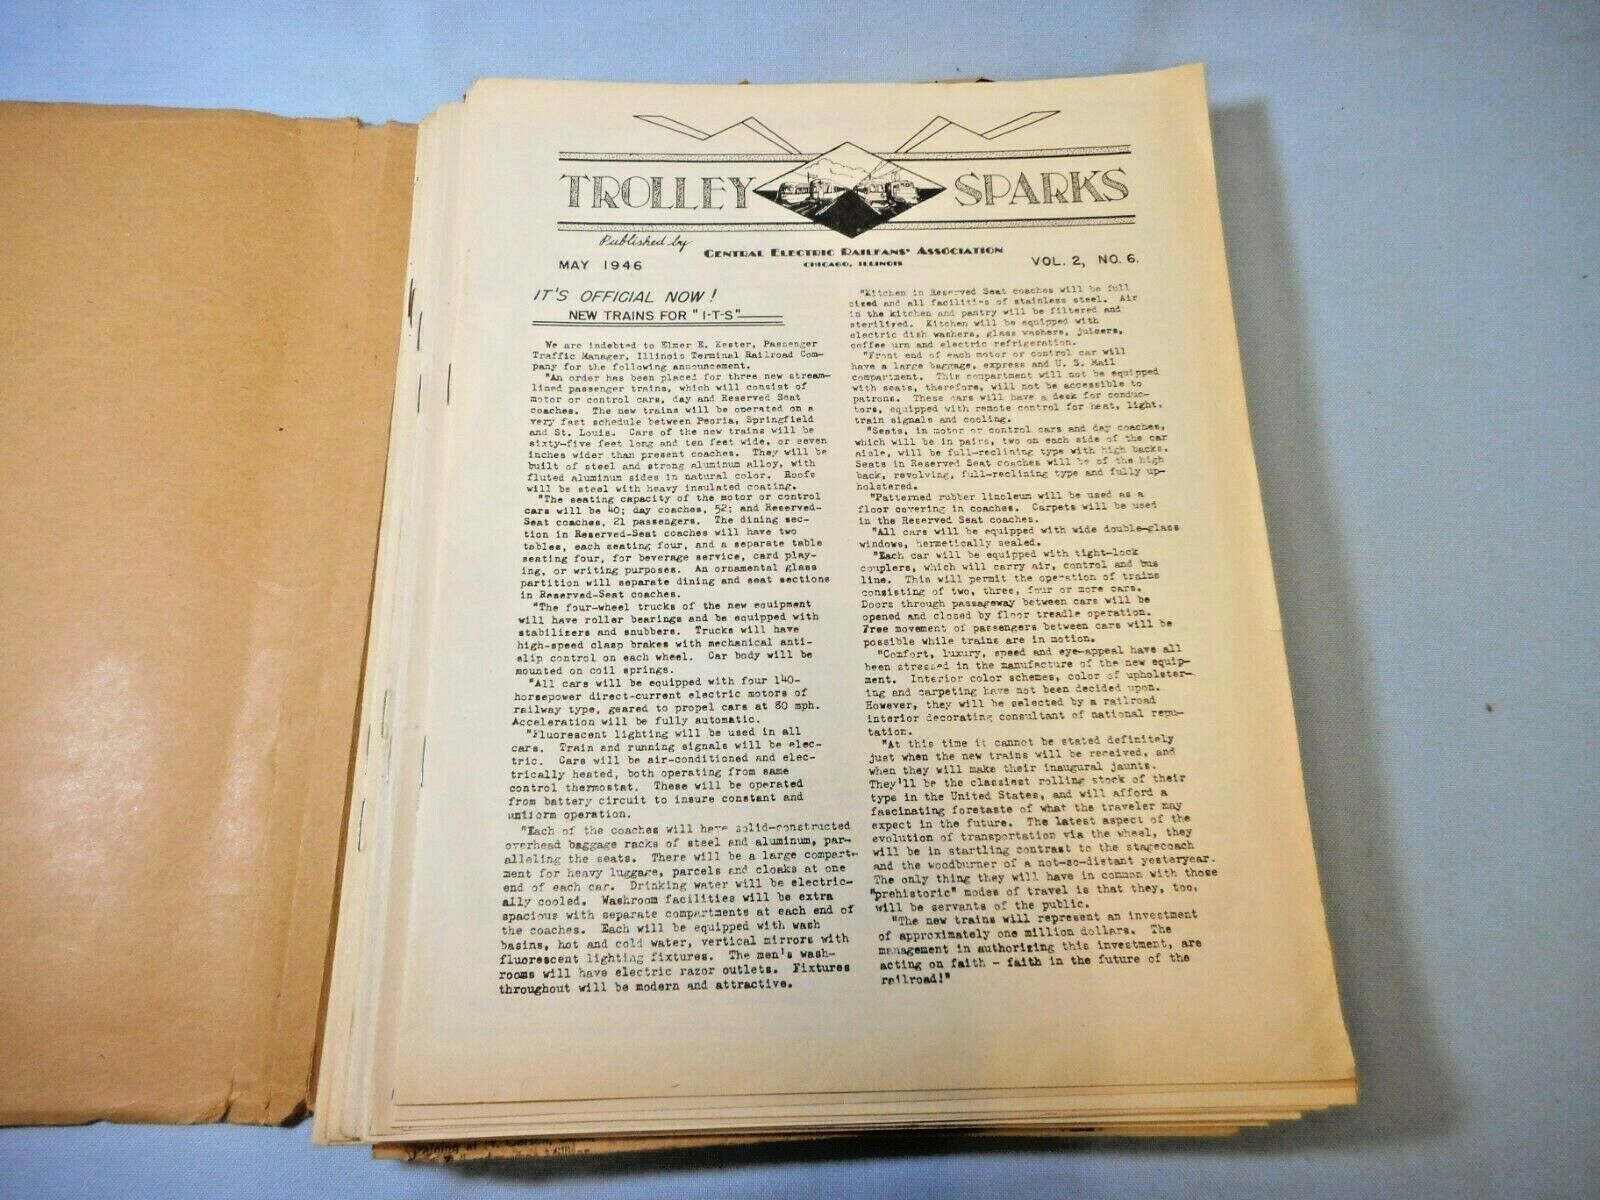 TROLLEY SPARKS
Published by
CENTRAL ELECTRIC RAILFANS' ASSOCIATION
CHICAGO, ILLINOIS
MAY 1946
VOL. 2, NO. 6.
IT'S OFFICIAL NOW!
NEW TRAINS FOR "I-T-S"
We are indebted to Elmer E. Kester, Passenger
Traffic Manager, Illinois Terminal Railroad Com-
pany for the following announcement.
"An order has been placed for three new stream-
lined passenger trains, which will consist of
motor or control cars, day and Reserved Seat
coaches. The new trains will be operated on a
very fast schedule between Peoria, Springfield
and St. Louis. Cars of the new trains will be
sixty-five feet long and ten feet wide, or seven
inches wider than present coaches. They will be
built of steel and strong aluminum alloy, with
fluted aluminum sides in natural color. Roofs
will be steel with heavy insulated coating.
"The seating capacity of the motor or control
cars will be 40; day coaches, 52; and Reserved-
Seat coaches, 21 passengers. The dining sec-
tion in Reserved-Seat coaches will have two
tables, each seating four, and a separate table
seating four, for beverage service, card play-
ing, or writing purposes. An ornamental glass
partition will separate dining and seat sections
in Reserved-Seat coaches.
"The four-wheel trucks of the new equipment
will have roller bearings and be equipped with
stabilizers and snubbers. Trucks will have
high-speed clasp brakes with mechanical anti-
slip control on each wheel. Car body will be
mounted on coil springs.
"All cars will be equipped with four 140-
horsepower direct-current electric motors of
railway type, geared to propel cars at 80 mph.
Acceleration will be fully automatic.
"Fluorescent lighting will be used in all
cars. Train and running signals will be elec-
tric. Cars will be air-conditioned and elec-
trically heated, both operating from same
control thermostat. These will be operated
from battery circuit to insure constant and
uniform operation.
"Each of the coaches will have solid-constructed
overhead baggage racks of steel and aluminum, par-
alleling the seats. There will be a large compart-
ment for heavy luggage, parcels and cloaks at one
end of each car. Drinking water will be electric-
ally cooled. Washroom facilities will be extra
spacious with separate compartments at each end of
the coaches. Each will be equipped with wash
basins, hot and cold water, vertical mirrors with
fluorescent lighting fixtures. The men's wash-
rooms will have electric razor outlets. Fixtures
throughout will be modern and attractive.
"Kitchen in Reserved Seat coaches will be full
sized and all facilities of stainless steel. Air
in the kitchen and pantry will be filtered and
sterilized. Kitchen will be equipped with
electric dish washers, glass washers, juicers,
coffee urn and electric refrigeration.
"Front end of each motor or control car will
have a large baggage, express and U. S. Mail
compartment. This compartment will not be equipped
with seats, therefore, will not be accessible to
patrons. These cars will have a desk for conduc-
tors, equipped with remote control for heat, light,
train signals and cooling.
"Seats, in motor or control cars and day coaches,
which will be in pairs, two on each side of the car
aisle, will be full-reclining type with high backs.
Seats in Reserved Seat coaches will be of the high
back, revolving, full-reclining type and fully up-
holstered.
"Patterned rubber linoleum will be used as a
floor covering in coaches. Carpets will be used
in the Reserved Seat coaches.
"All cars will be equipped with wide double-glass
windows, hermetically sealed.
"Each car will be equipped with tight-lock
couplers, which will carry air, control and bus
line. This will permit the operation of trains
consisting of two, three, four or more cars.
Doors through passageway between cars will be
opened and closed by floor treadle operation.
Free movement of passengers between cars will be
possible while trains are in motion.
"Comfort, luxury, speed and eye-appeal have all
been stressed in the manufacture of the new equip-
ment. Interior color schemes, color of upholster-
ing and carpeting have not been decided upon.
However, they will be selected by a railroad
interior decorating consultant of national repu-
tation.
"At this time it cannot be stated definitely
just when the new trains will be received, and
when they will make their inaugural jaunts.
They'll be the classiest rolling stock of their
type in the United States, and will afford a
fascinating foretaste of what the traveler may
expect in the future. The latest aspect of the
evolution of transportation via the wheel, they
will be in startling contrast to the stagecoach
and the woodburner of a not-so-distant yesteryear.
The only thing they will have in common with those
"prehistoric" modes of travel is that they, too,
will be servants of the public.
"The new trains will represent an investment
of approximately one million dollars. The
management in authorizing this investment, are
acting on faith - faith in the future of the
railroad!"